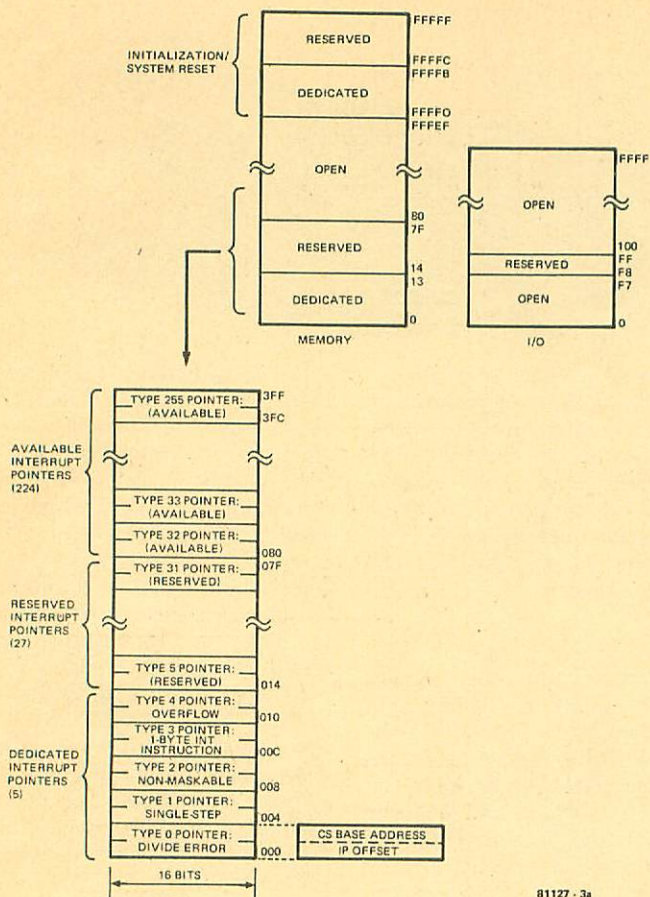 INITIALIZATION/
SYSTEM RESET
RESERVED
DEDICATED
OPEN
RESERVED
DEDICATED
FFFFF
FFFFC
FFFFB
FFFF0
FFFEF
80
7F
14
13
0
MEMORY
OPEN
RESERVED
OPEN
FFFF
100
FF
F8
F7
0
I/O
AVAILABLE
INTERRUPT
POINTERS
(224)
TYPE 255 POINTER:
(AVAILABLE)
3FF
3FC
TYPE 33 POINTER:
(AVAILABLE)
TYPE 32 POINTER:
(AVAILABLE)
080
RESERVED
INTERRUPT
POINTERS
(27)
TYPE 31 POINTER:
(RESERVED)
07F
TYPE 5 POINTER:
(RESERVED)
014
DEDICATED
INTERRUPT
POINTERS
(5)
TYPE 4 POINTER:
OVERFLOW
010
TYPE 3 POINTER:
1-BYTE INT
INSTRUCTION
00C
TYPE 2 POINTER:
NON-MASKABLE
008
TYPE 1 POINTER:
SINGLE-STEP
004
TYPE 0 POINTER:
DIVIDE ERROR
000
CS BASE ADDRESS
IP OFFSET
16 BITS
81127 - 3a